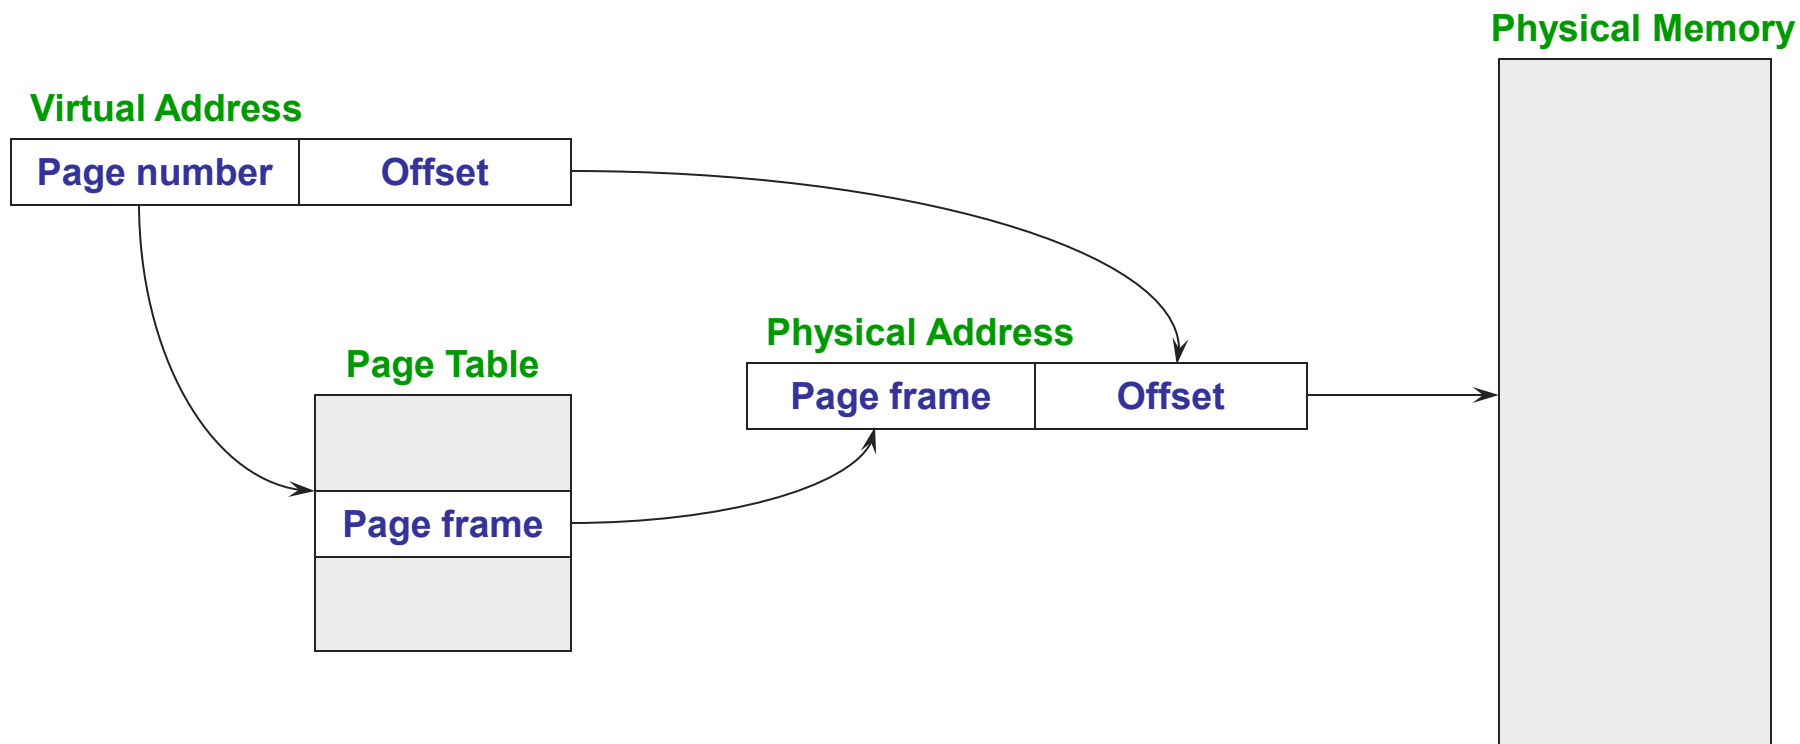 Physical Memory
Virtual Address
Page number
Offset
Physical Address
Page Table
Page frame
Offset
Page frame